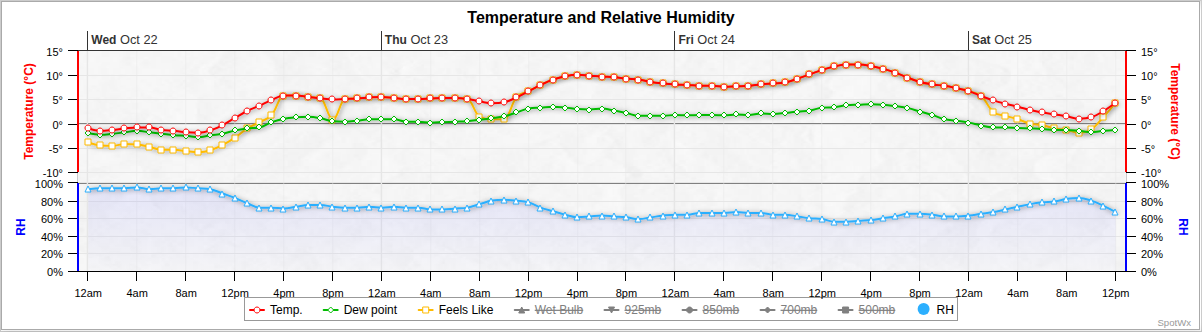 Temperature and Relative Humidity
Wed Oct 22 Thu Oct 23 Fri Oct 24 Sat Oct 25
15° 15°
10° 10°
5° 5°
0° 0°
-5° -5°
-10° -10°
Temperature (°C) Temperature (°C)
100% 100%
80% 80%
60% 60%
40% 40%
20% 20%
0% 0%
RH RH
12am 4am 8am 12pm 4pm 8pm 12am 4am 8am 12pm 4pm 8pm 12am 4am 8am 12pm 4pm 8pm 12am 4am 8am 12pm
Temp. Dew point Feels Like Wet Bulb 925mb 850mb 700mb 500mb RH
SpotWx